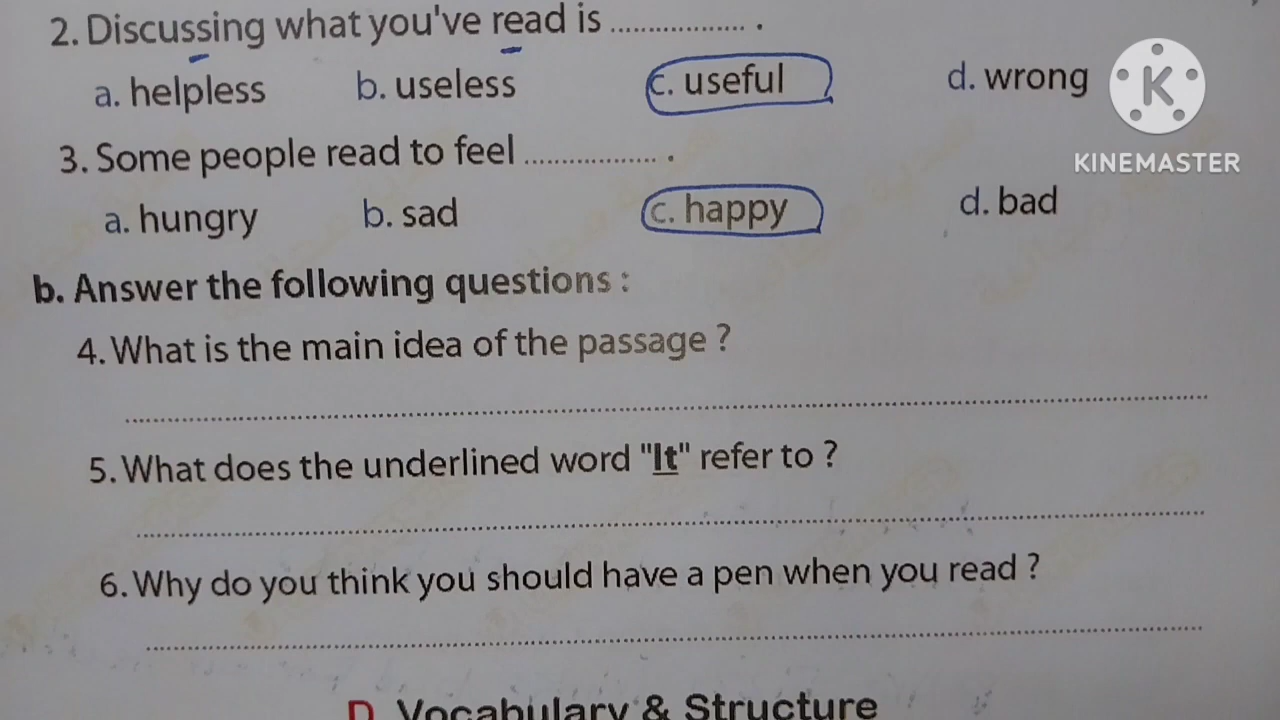 2. Discussing what you've read is .................. .
a. helpless b. useless c. useful d. wrong
K
KINEMASTER
3. Some people read to feel .................. .
a. hungry b. sad c. happy d. bad
b. Answer the following questions :
4. What is the main idea of the passage ?
5. What does the underlined word "It" refer to ?
6. Why do you think you should have a pen when you read ?
D Vocabulary & Structure